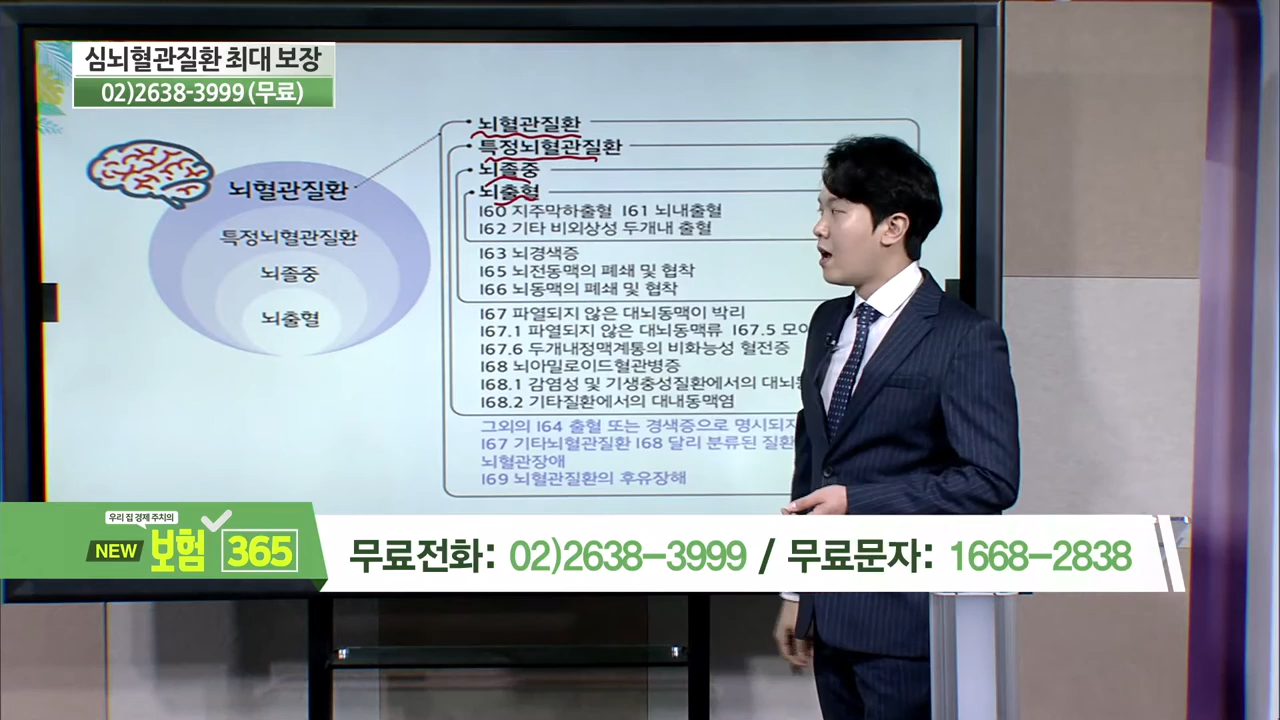 심뇌혈관질환 최대 보장
02)2638-3999 (무료)
뇌혈관질환
특정뇌혈관질환
뇌졸중
뇌출혈
뇌혈관질환
특정뇌혈관질환
뇌졸중
뇌출혈
I60 지주막하출혈 I61 뇌내출혈
I62 기타 비외상성 두개내 출혈
I63 뇌경색증
I65 뇌전동맥의 폐쇄 및 협착
I66 뇌동맥의 폐쇄 및 협착
I67 파열되지 않은 대뇌동맥이 박리
I67.1 파열되지 않은 대뇌동맥류 I67.5 모야
I67.6 두개내정맥계통의 비화능성 혈전증
I68 뇌아밀로이드혈관병증
I68.1 감염성 및 기생충성질환에서의 대뇌
I68.2 기타질환에서의 대내동맥염
그외의 I64 출혈 또는 경색증으로 명시되지
I67 기타뇌혈관질환 I68 달리 분류된 질환
뇌혈관장애
I69 뇌혈관질환의 후유장해
우리 집 경제 주치의
NEW 보험 365
무료전화: 02)2638-3999 / 무료문자: 1668-2838